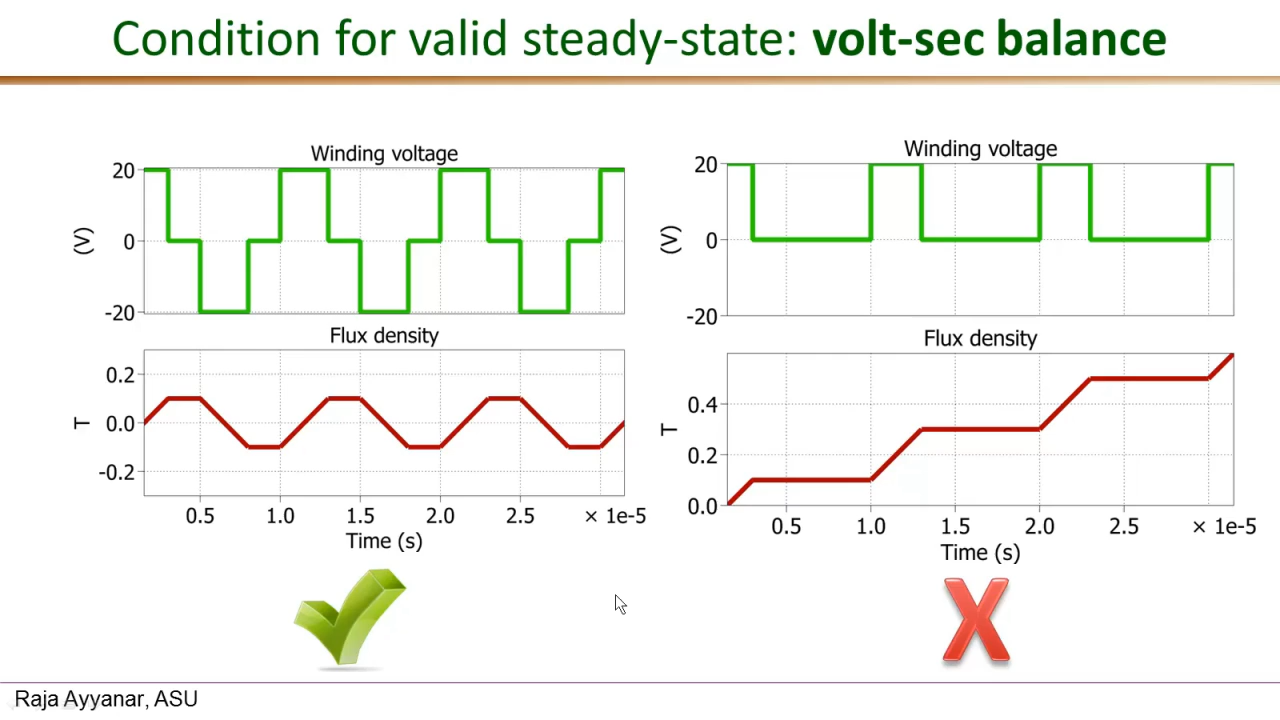 Condition for valid steady-state: volt-sec balance
Winding voltage
20
0
-20
(V)
Flux density
0.2
0.0
-0.2
T
0.5 1.0 1.5 2.0 2.5 × 1e-5
Time (s)
Winding voltage
20
0
-20
(V)
Flux density
0.4
0.2
0.0
T
0.5 1.0 1.5 2.0 2.5 × 1e-5
Time (s)
Raja Ayyanar, ASU